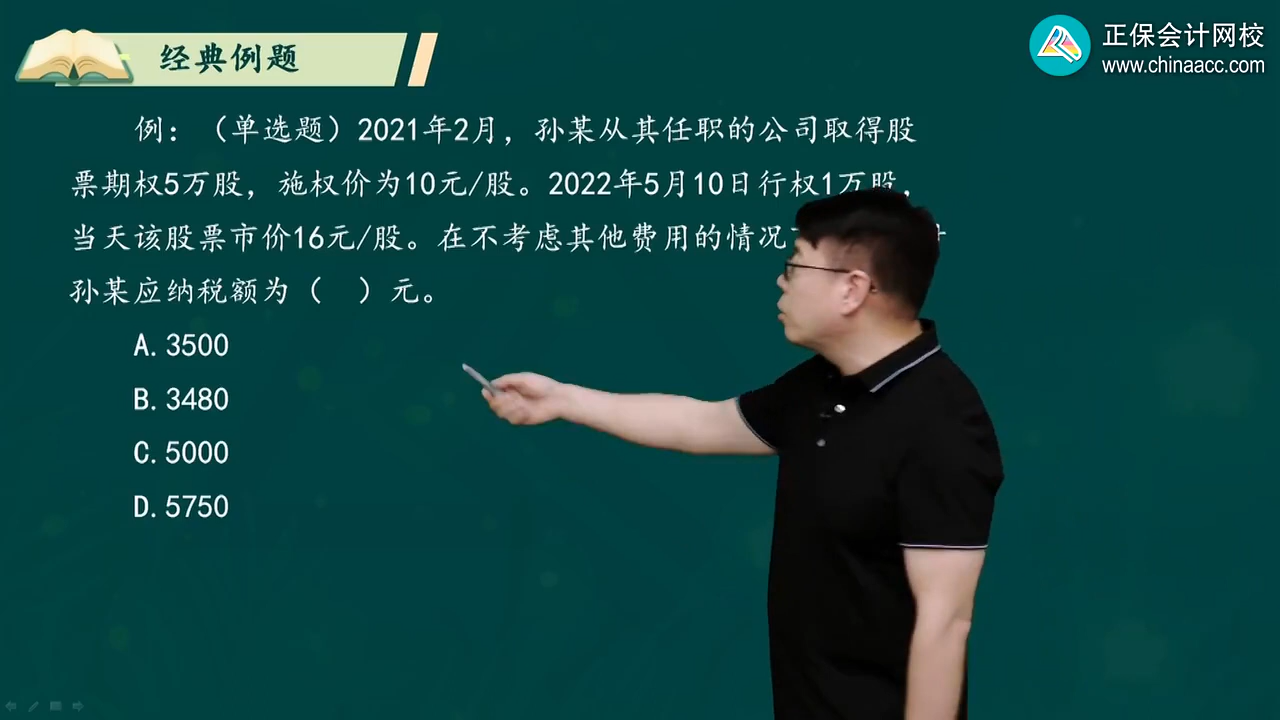 经典例题
正保会计网校
www.chinaacc.com
例：（单选题）2021年2月，孙某从其任职的公司取得股
票期权5万股，施权价为10元/股。2022年5月10日行权1万股，
当天该股票市价16元/股。在不考虑其他费用的情况
孙某应纳税额为（　）元。
A. 3500
B. 3480
C. 5000
D. 5750